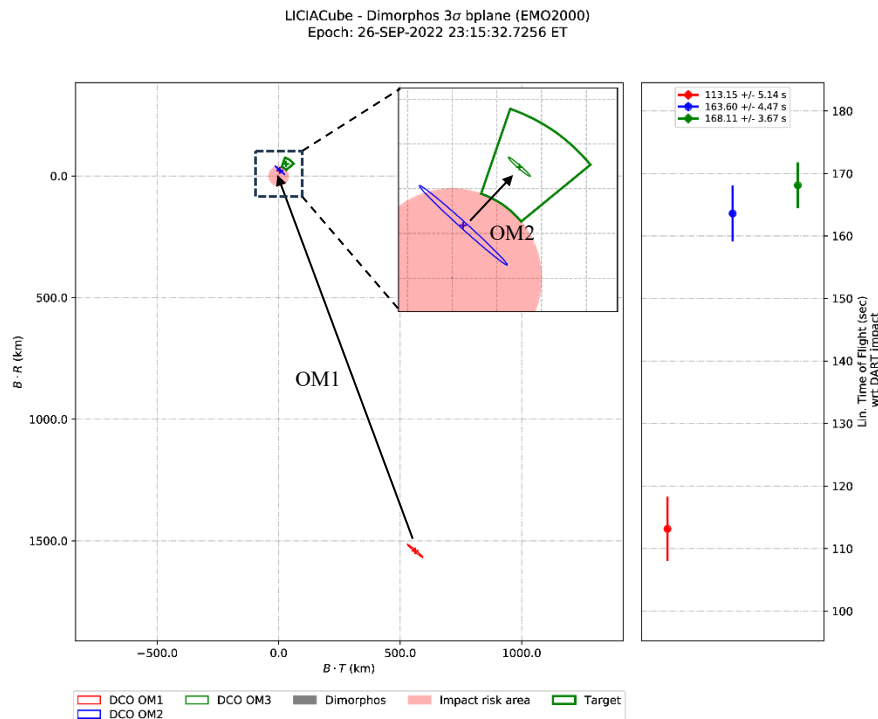 LICIACube - Dimorphos 3σ bplane (EMO2000)
Epoch: 26-SEP-2022 23:15:32.7256 ET
113.15 +/- 5.14 s
163.60 +/- 4.47 s
168.11 +/- 3.67 s
0.0
500.0
1000.0
1500.0
B · R (km)
OM2
OM1
−500.0
0.0
500.0
1000.0
B · T (km)
180
170
160
150
140
130
120
110
100
Lin. Time of Flight (sec)
wrt DART impact
DCO OM1
DCO OM2
DCO OM3
Dimorphos
Impact risk area
Target